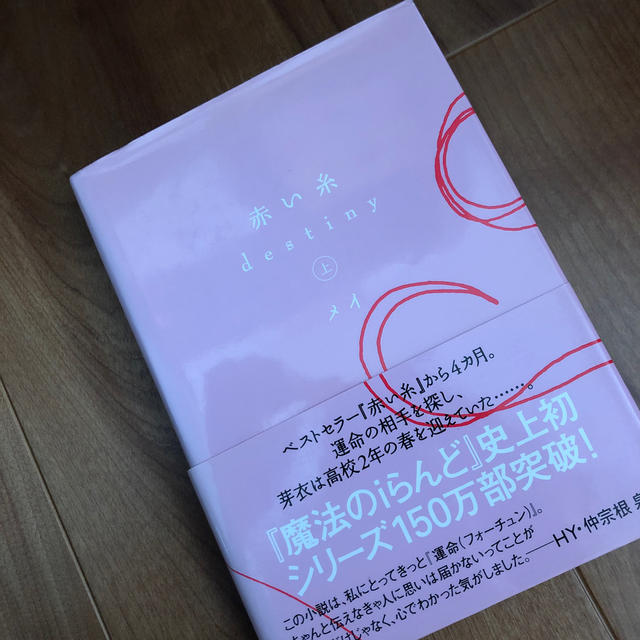 赤い糸
destiny
上
メイ
ベストセラー『赤い糸』から4カ月。
運命の相手を探し、
芽衣は高校2年の春を迎えていた……。
『魔法のiらんど』史上初
シリーズ150万部突破!
この小説は、私にとってきっと『運命(フォーチュン)』。
ちゃんと伝えなきゃ人に思いは届かないってことが
じゃなく、心でわかった気がしました。――HY・仲宗根